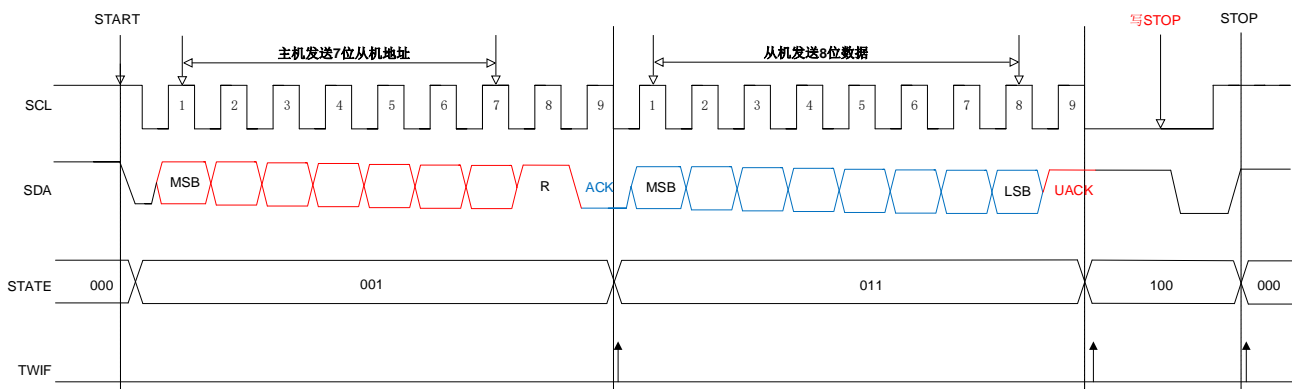 START 写STOP STOP
主机发送7位从机地址 从机发送8位数据
SCL 1 2 3 4 5 6 7 8 9 1 2 3 4 5 6 7 8 9
SDA MSB R ACK MSB LSB UACK
STATE 000 001 011 100 000
TWIF